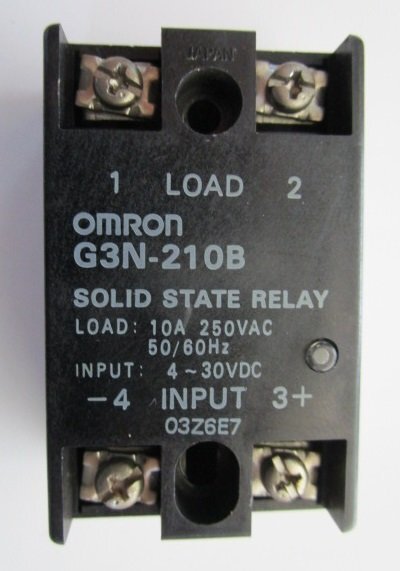 JAPAN
1 LOAD 2
omRon
G3N-210B
SOLID STATE RELAY
LOAD: 10A 250VAC
50/60Hz
INPUT: 4~30VDC
-4 INPUT 3+
03Z6E7